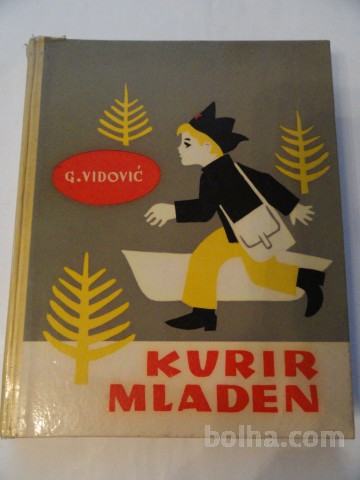 G. VIDOVIĆ
KURIR
MLADEN
bolha.com